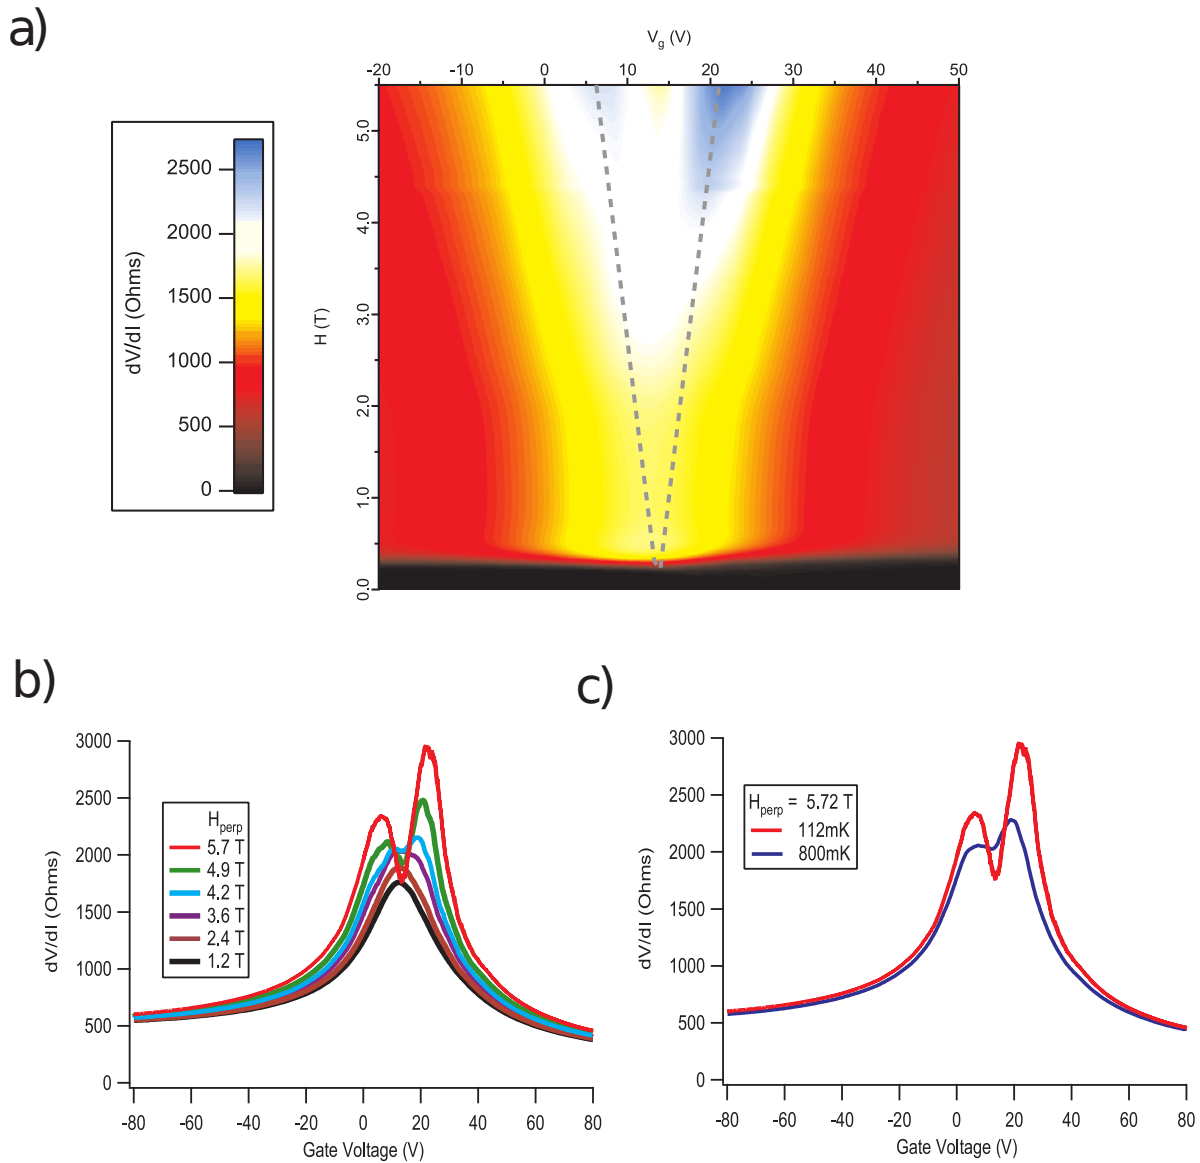 a)
V_g (V)
-20 -10 0 10 20 30 40 50
dV/dI (Ohms)
2500
2000
1500
1000
500
0
H (T)
5.0
4.0
3.0
2.0
1.0
0.0
b)
dV/dI (Ohms)
3000
2500
2000
1500
1000
500
0
H_perp
5.7 T
4.9 T
4.2 T
3.6 T
2.4 T
1.2 T
-80 -60 -40 -20 0 20 40 60 80
Gate Voltage (V)
c)
dV/dI (Ohms)
3000
2500
2000
1500
1000
500
0
H_perp = 5.72 T
112mK
800mK
-80 -60 -40 -20 0 20 40 60 80
Gate Voltage (V)